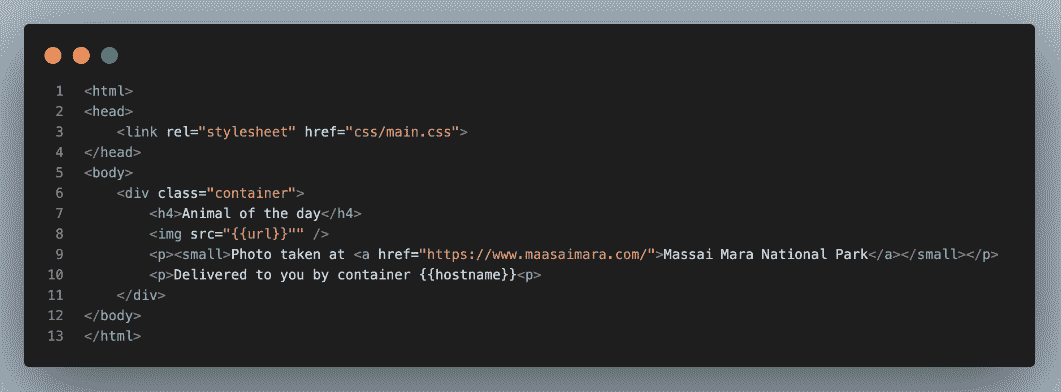 1 <html>
2 <head>
3     <link rel="stylesheet" href="css/main.css">
4 </head>
5 <body>
6     <div class="container">
7         <h4>Animal of the day</h4>
8         <img src="{{url}}"" />
9         <p><small>Photo taken at <a href="https://www.maasaimara.com/">Massai Mara National Park</a></small></p>
10         <p>Delivered to you by container {{hostname}}<p>
11     </div>
12 </body>
13 </html>